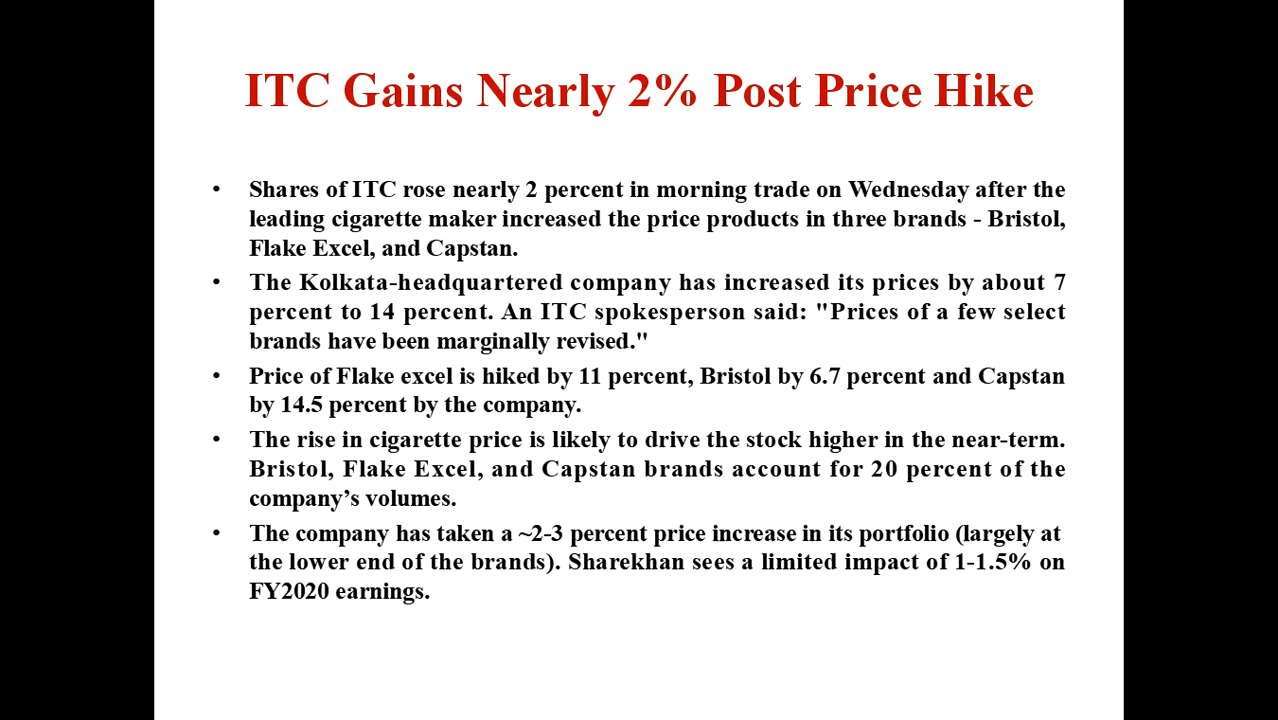 ITC Gains Nearly 2% Post Price Hike
• Shares of ITC rose nearly 2 percent in morning trade on Wednesday after the
leading cigarette maker increased the price products in three brands - Bristol,
Flake Excel, and Capstan.
• The Kolkata-headquartered company has increased its prices by about 7
percent to 14 percent. An ITC spokesperson said: "Prices of a few select
brands have been marginally revised."
• Price of Flake excel is hiked by 11 percent, Bristol by 6.7 percent and Capstan
by 14.5 percent by the company.
• The rise in cigarette price is likely to drive the stock higher in the near-term.
Bristol, Flake Excel, and Capstan brands account for 20 percent of the
company’s volumes.
• The company has taken a ~2-3 percent price increase in its portfolio (largely at
the lower end of the brands). Sharekhan sees a limited impact of 1-1.5% on
FY2020 earnings.